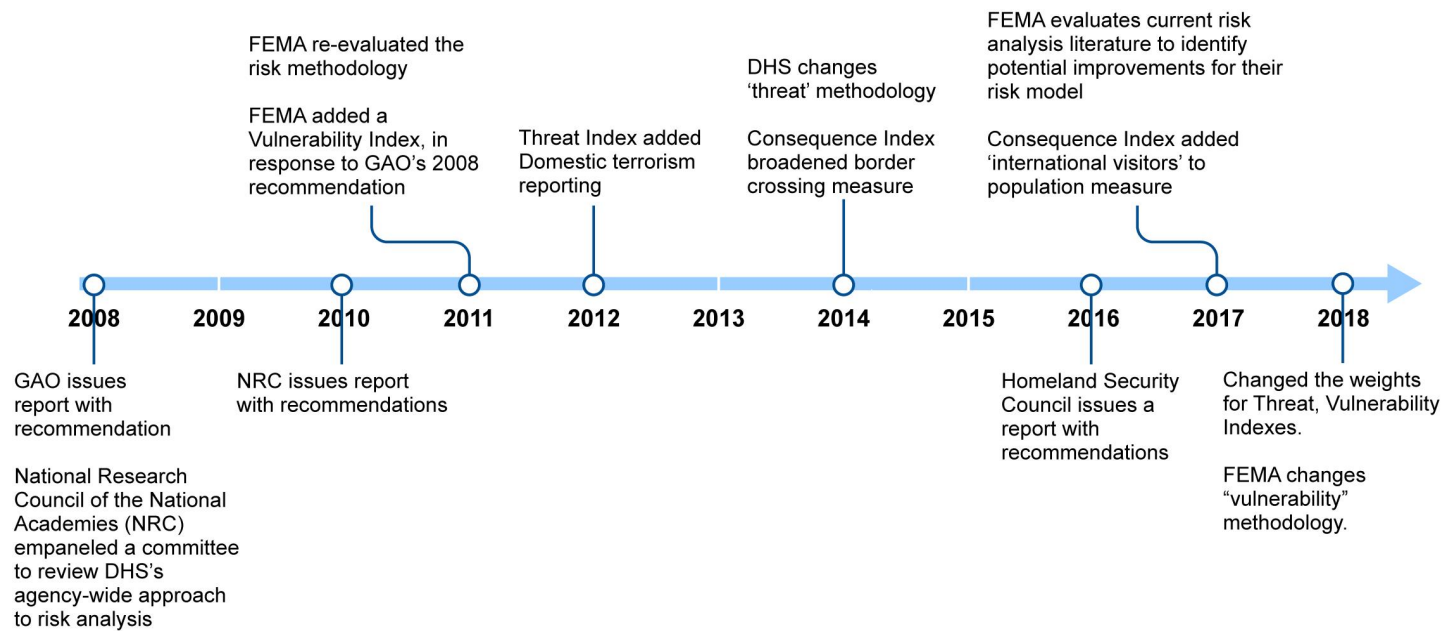 FEMA re-evaluated the
risk methodology
FEMA added a
Vulnerability Index, in
response to GAO's 2008
recommendation
Threat Index added
Domestic terrorism
reporting
DHS changes
‘threat’ methodology
Consequence Index
broadened border
crossing measure
FEMA evaluates current risk
analysis literature to identify
potential improvements for their
risk model
Consequence Index added
‘international visitors’ to
population measure
2008 2009 2010 2011 2012 2013 2014 2015 2016 2017 2018
GAO issues
report with
recommendation
National Research
Council of the National
Academies (NRC)
empaneled a committee
to review DHS's
agency-wide approach
to risk analysis
NRC issues report
with recommendations
Homeland Security
Council issues a
report with
recommendations
Changed the weights
for Threat, Vulnerability
Indexes.
FEMA changes
“vulnerability”
methodology.